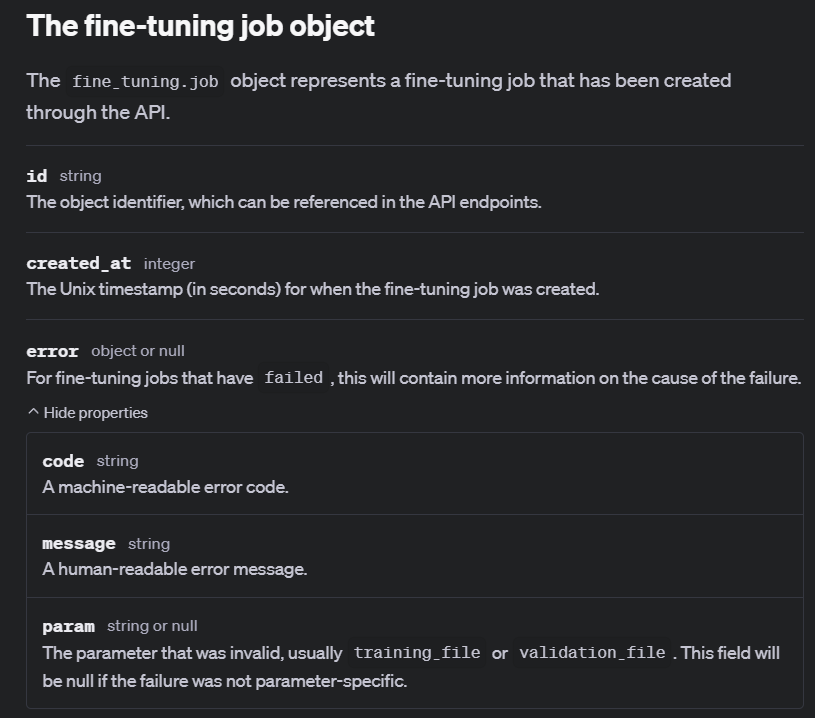 The fine-tuning job object
The fine_tuning.job object represents a fine-tuning job that has been created
through the API.
id string
The object identifier, which can be referenced in the API endpoints.
created_at integer
The Unix timestamp (in seconds) for when the fine-tuning job was created.
error object or null
For fine-tuning jobs that have failed , this will contain more information on the cause of the failure.
Hide properties
code string
A machine-readable error code.
message string
A human-readable error message.
param string or null
The parameter that was invalid, usually training_file or validation_file . This field will
be null if the failure was not parameter-specific.